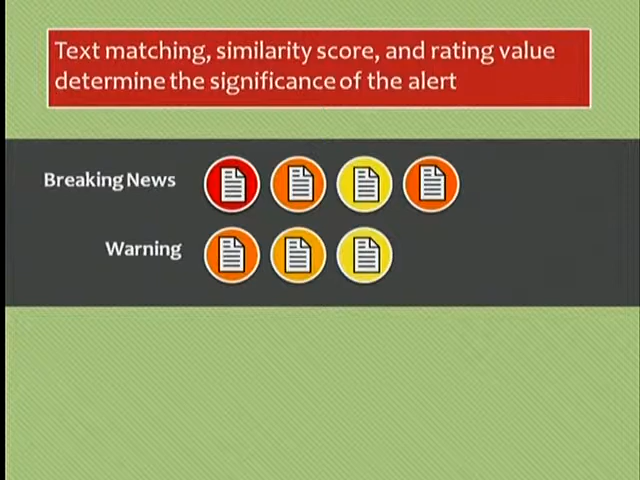 Text matching, similarity score, and rating value
determine the significance of the alert
Breaking News
Warning